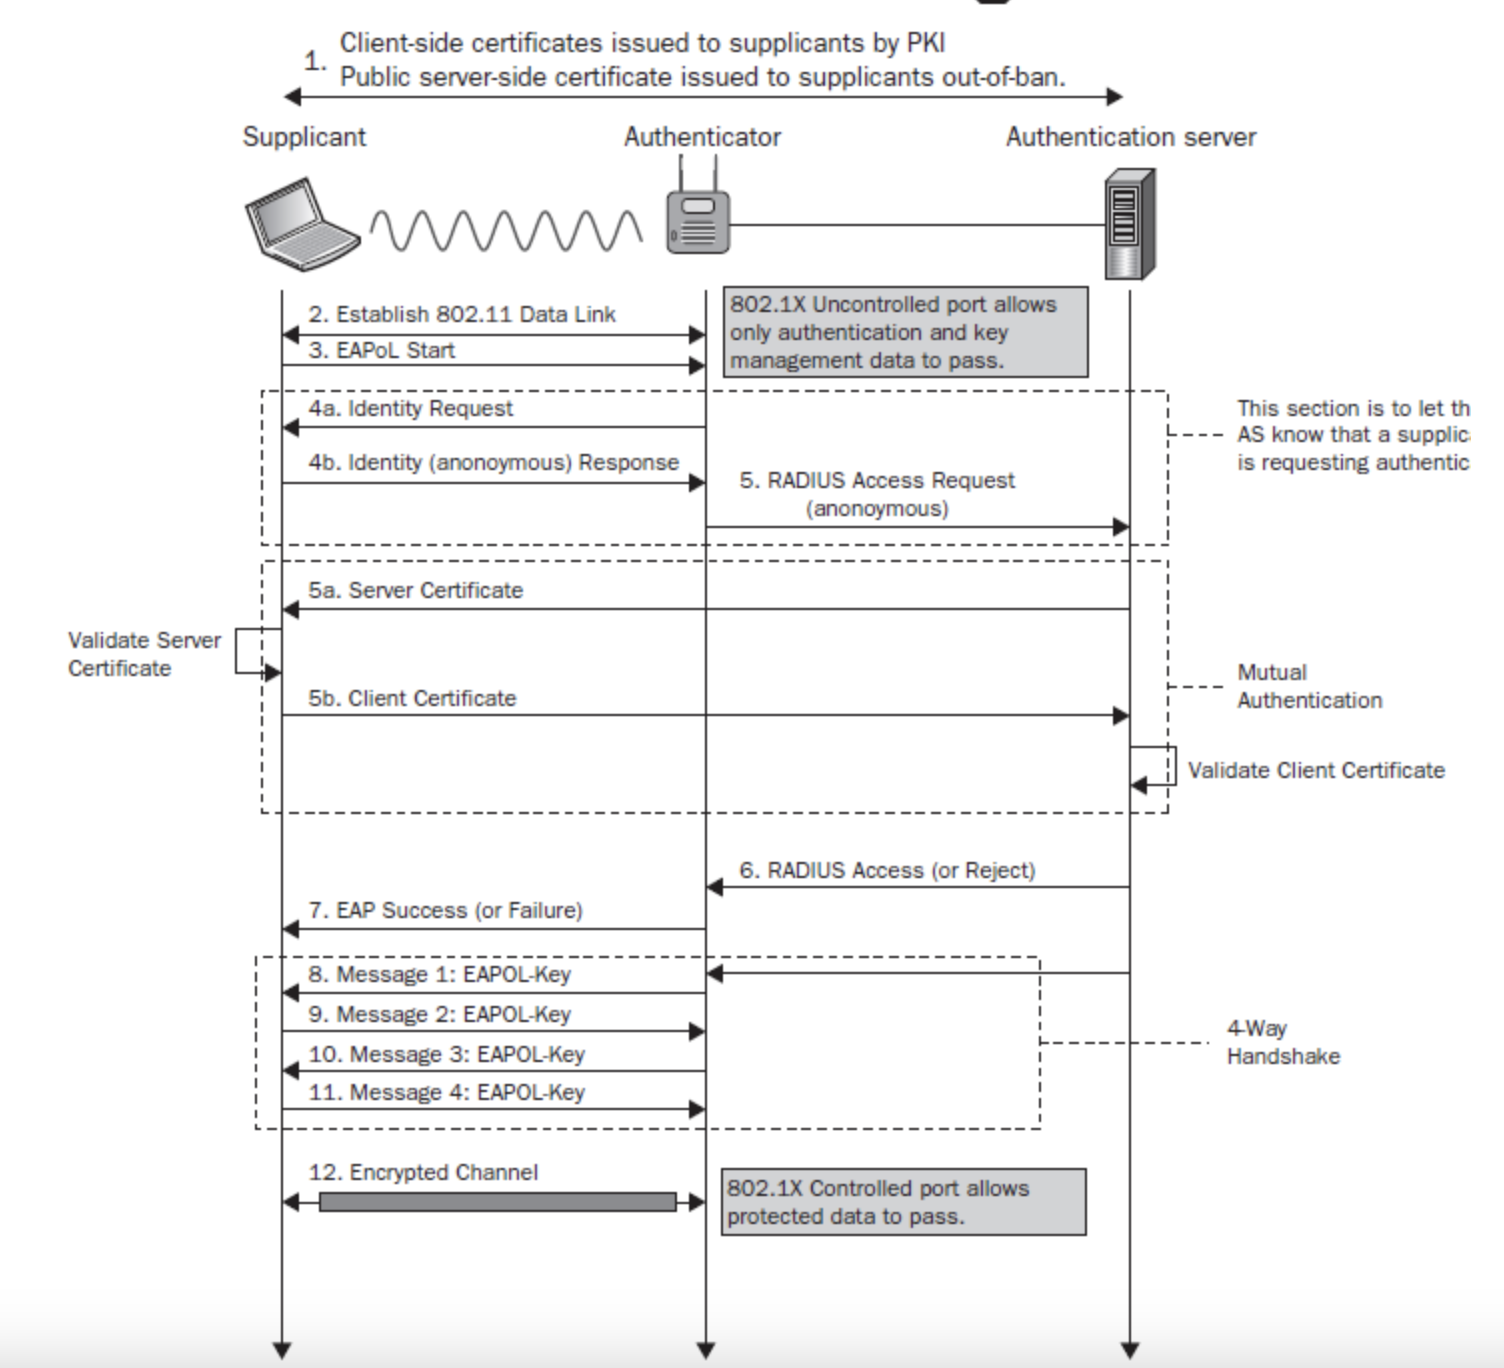 Client-side certificates issued to supplicants by PKI
1.
Public server-side certificate issued to supplicants out-of-ban.
Supplicant
Authenticator
Authentication server
2. Establish 802.11 Data Link
802.1X Uncontrolled port allows
only authentication and key
management data to pass.
3. EAPoL Start
4a. Identity Request
This section is to let th
AS know that a supplic
is requesting authentic
4b. Identity (anonoymous) Response
5. RADIUS Access Request
(anonoymous)
5a. Server Certificate
Validate Server
Certificate
5b. Client Certificate
Mutual
Authentication
Validate Client Certificate
6. RADIUS Access (or Reject)
7. EAP Success (or Failure)
8. Message 1: EAPOL-Key
9. Message 2: EAPOL-Key
10. Message 3: EAPOL-Key
11. Message 4: EAPOL-Key
4-Way
Handshake
12. Encrypted Channel
802.1X Controlled port allows
protected data to pass.